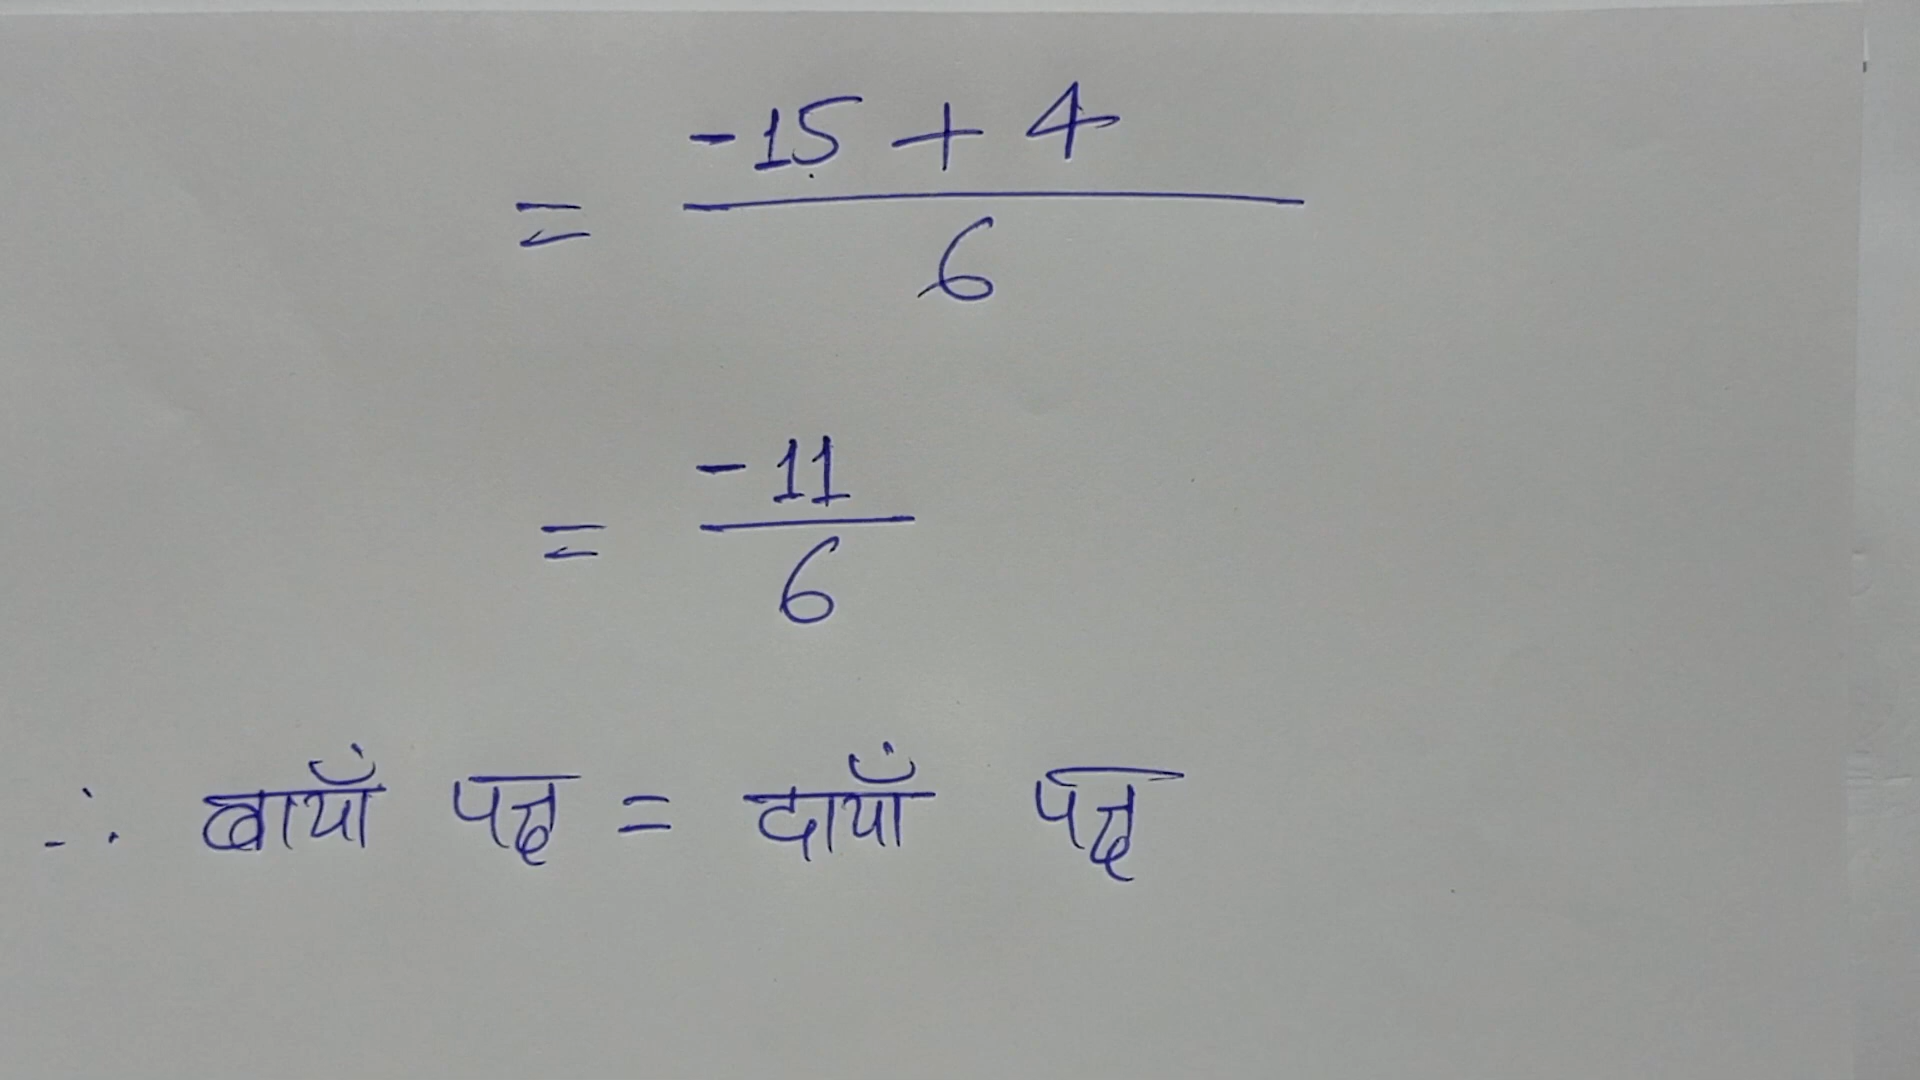 = -15 + 4
6
= -11
6
∴ बायाँ पक्ष = दायाँ पक्ष